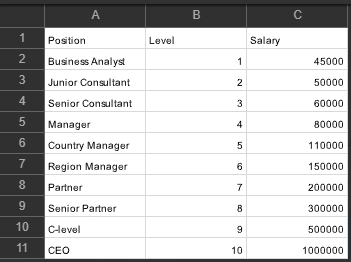 A B C
1 Position Level Salary
2 Business Analyst 1 45000
3 Junior Consultant 2 50000
4 Senior Consultant 3 60000
5 Manager 4 80000
6 Country Manager 5 110000
7 Region Manager 6 150000
8 Partner 7 200000
9 Senior Partner 8 300000
10 C-level 9 500000
11 CEO 10 1000000